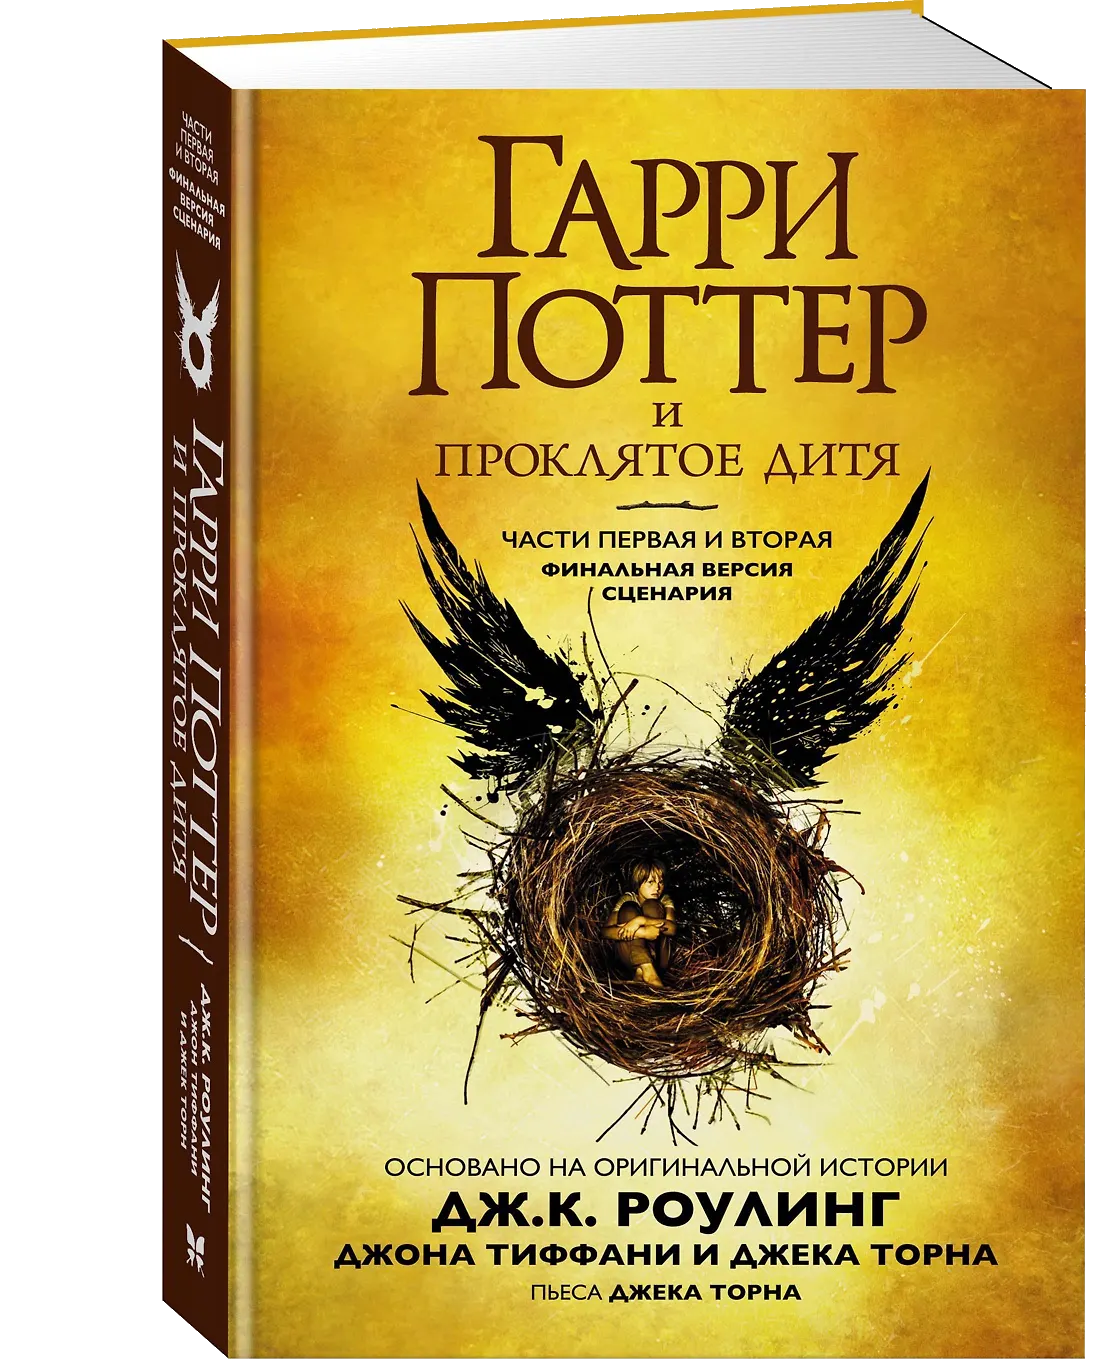 ЧАСТИ
ПЕРВАЯ
И ВТОРАЯ
ФИНАЛЬНАЯ
ВЕРСИЯ
СЦЕНАРИЯ
ГАРРИ ПОТТЕР
И ПРОКЛЯТОЕ ДИТЯ
ДЖ.К. РОУЛИНГ
ДЖОН ТИФФАНИ
И ДЖЕК ТОРН
ГАРРИ
ПОТТЕР
И
ПРОКЛЯТОЕ ДИТЯ
ЧАСТИ ПЕРВАЯ И ВТОРАЯ
ФИНАЛЬНАЯ ВЕРСИЯ
СЦЕНАРИЯ
ОСНОВАНО НА ОРИГИНАЛЬНОЙ ИСТОРИИ
ДЖ.К. РОУЛИНГ
ДЖОНА ТИФФАНИ И ДЖЕКА ТОРНА
ПЬЕСА ДЖЕКА ТОРНА